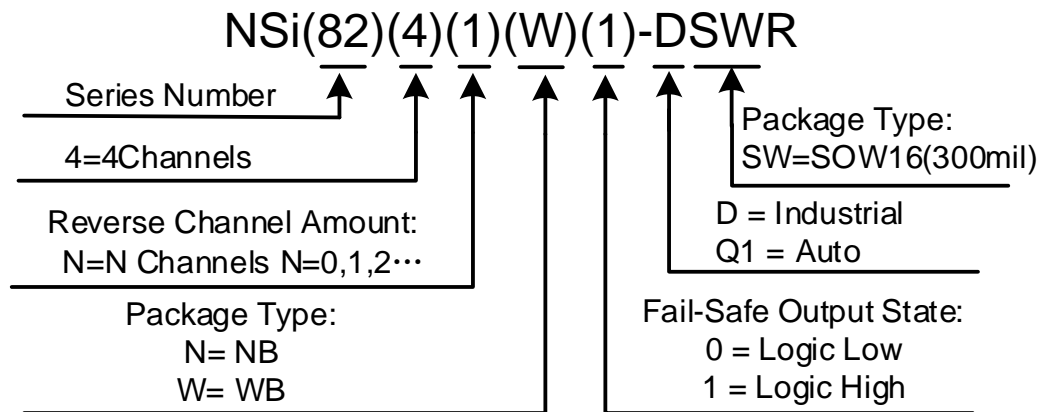 NSi(82)(4)(1)(W)(1)-DSWR
Series Number
4=4Channels
Reverse Channel Amount:
N=N Channels N=0,1,2⋯
Package Type:
N= NB
W= WB
Package Type:
SW=SOW16(300mil)
D = Industrial
Q1 = Auto
Fail-Safe Output State:
0 = Logic Low
1 = Logic High